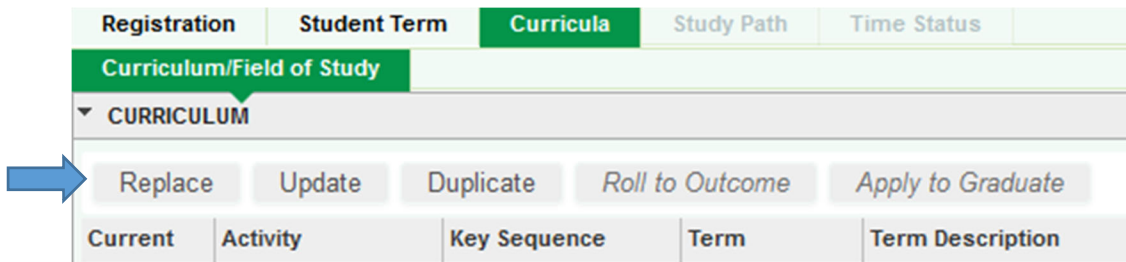 Registration Student Term Curricula Study Path Time Status
Curriculum/Field of Study
CURRICULUM
Replace Update Duplicate Roll to Outcome Apply to Graduate
Current Activity Key Sequence Term Term Description